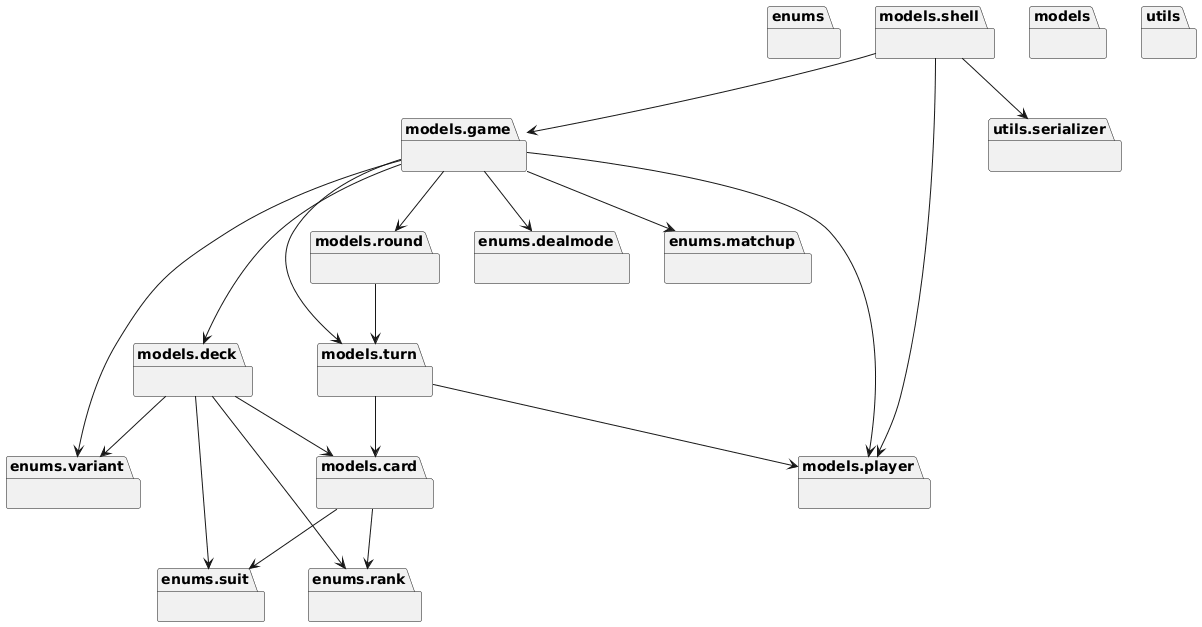 enums
models.shell
models
utils
models.game
utils.serializer
models.round
enums.dealmode
enums.matchup
models.deck
models.turn
enums.variant
models.card
models.player
enums.suit
enums.rank